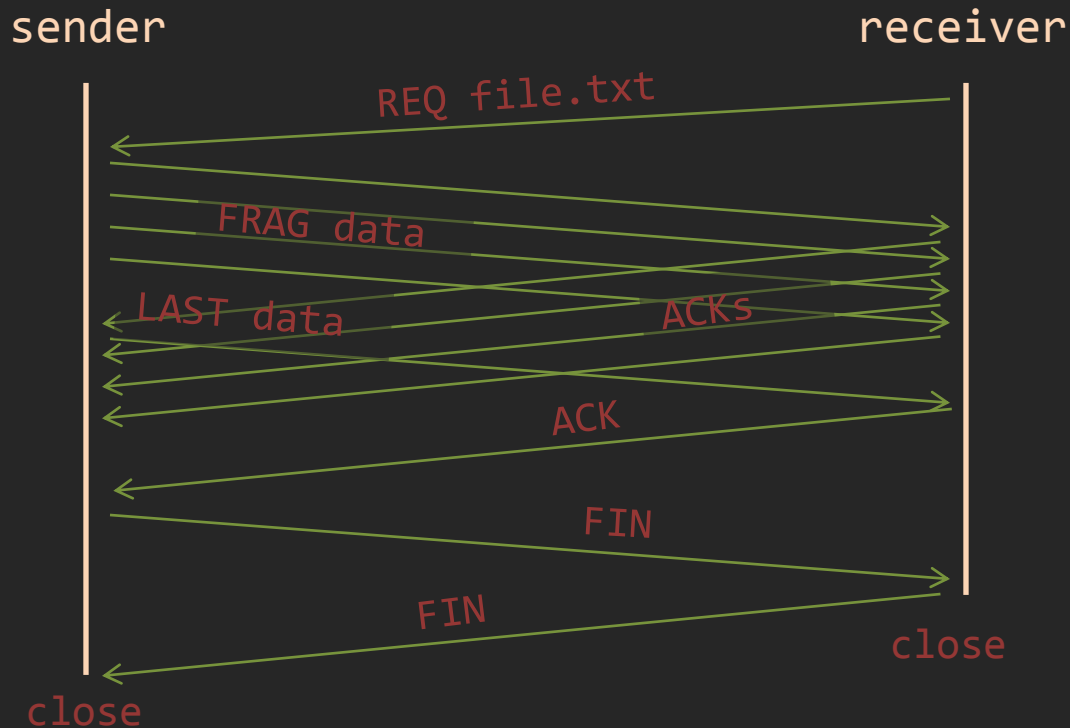 sender
receiver
REQ file.txt
FRAG data
LAST data
ACKs
ACK
FIN
FIN
close
close